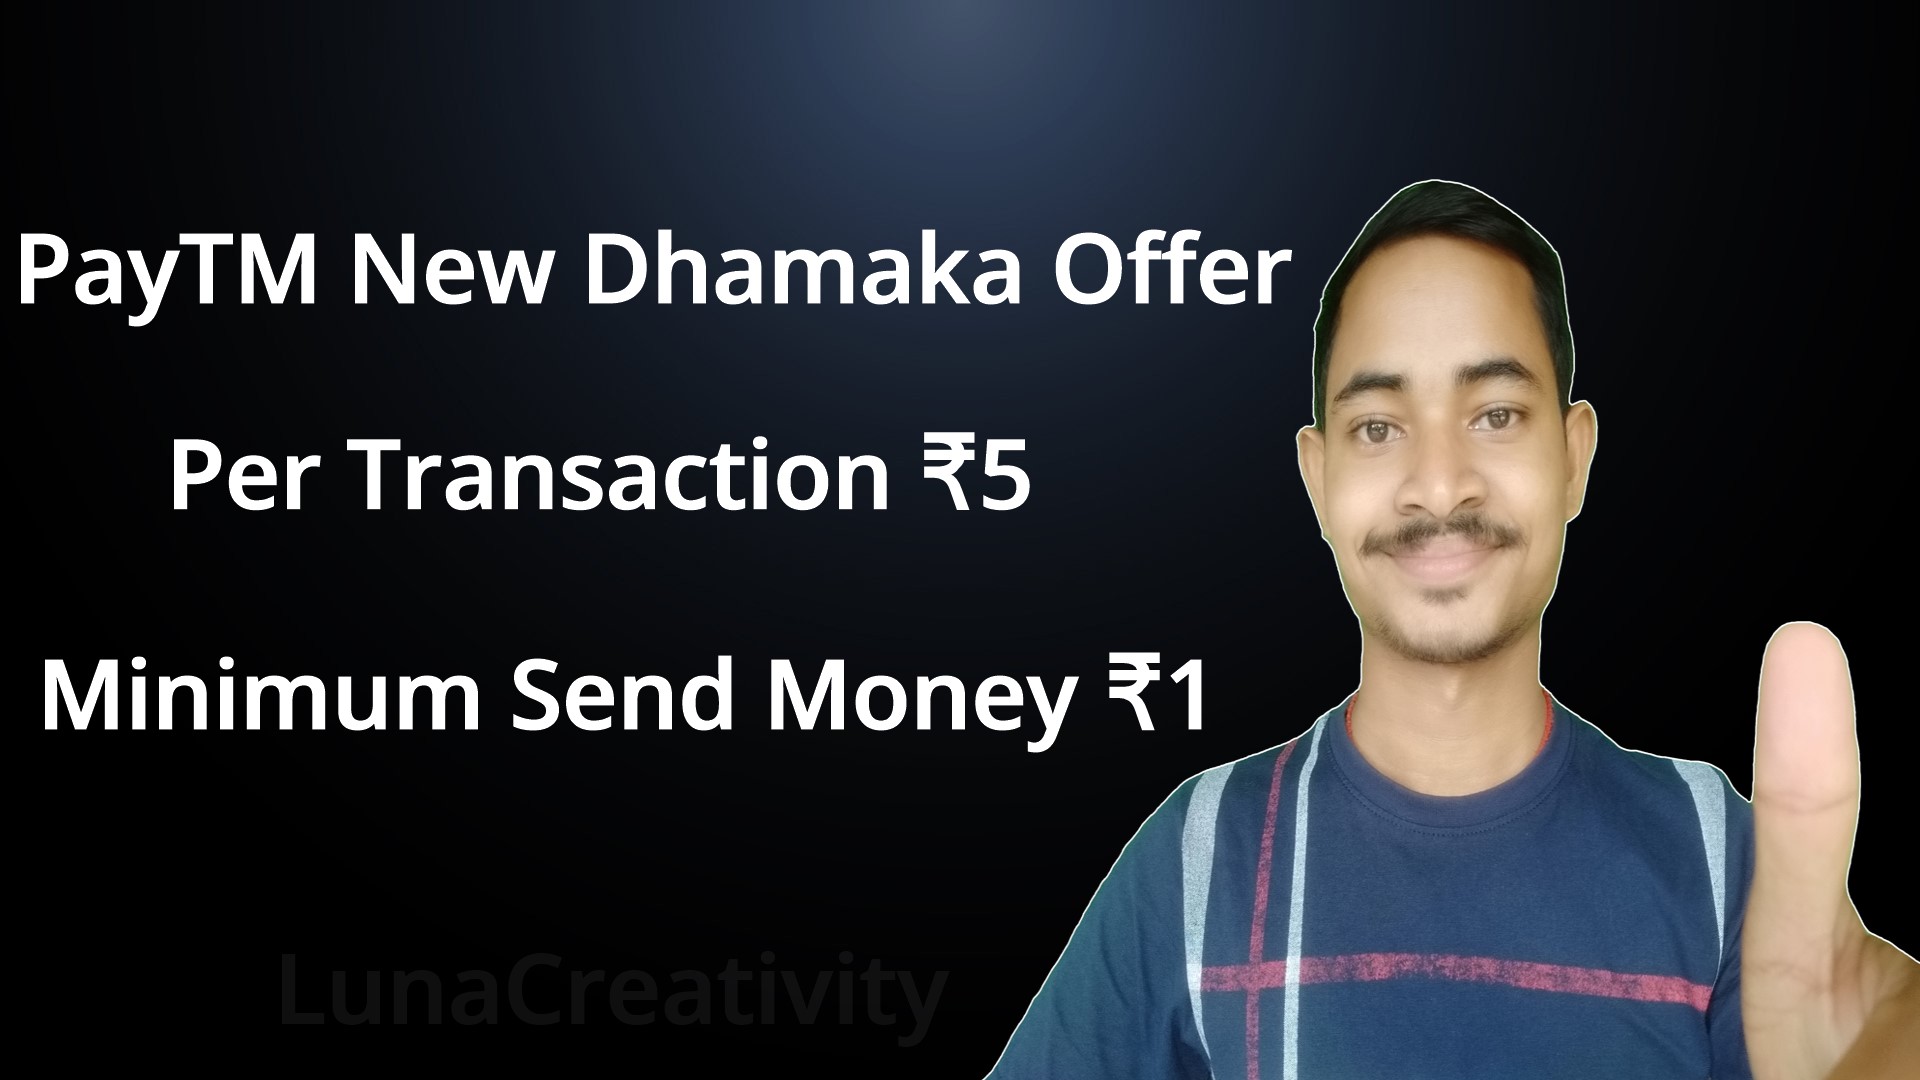 PayTM New Dhamaka Offer
Per Transaction ₹5
Minimum Send Money ₹1
LunaCreativity